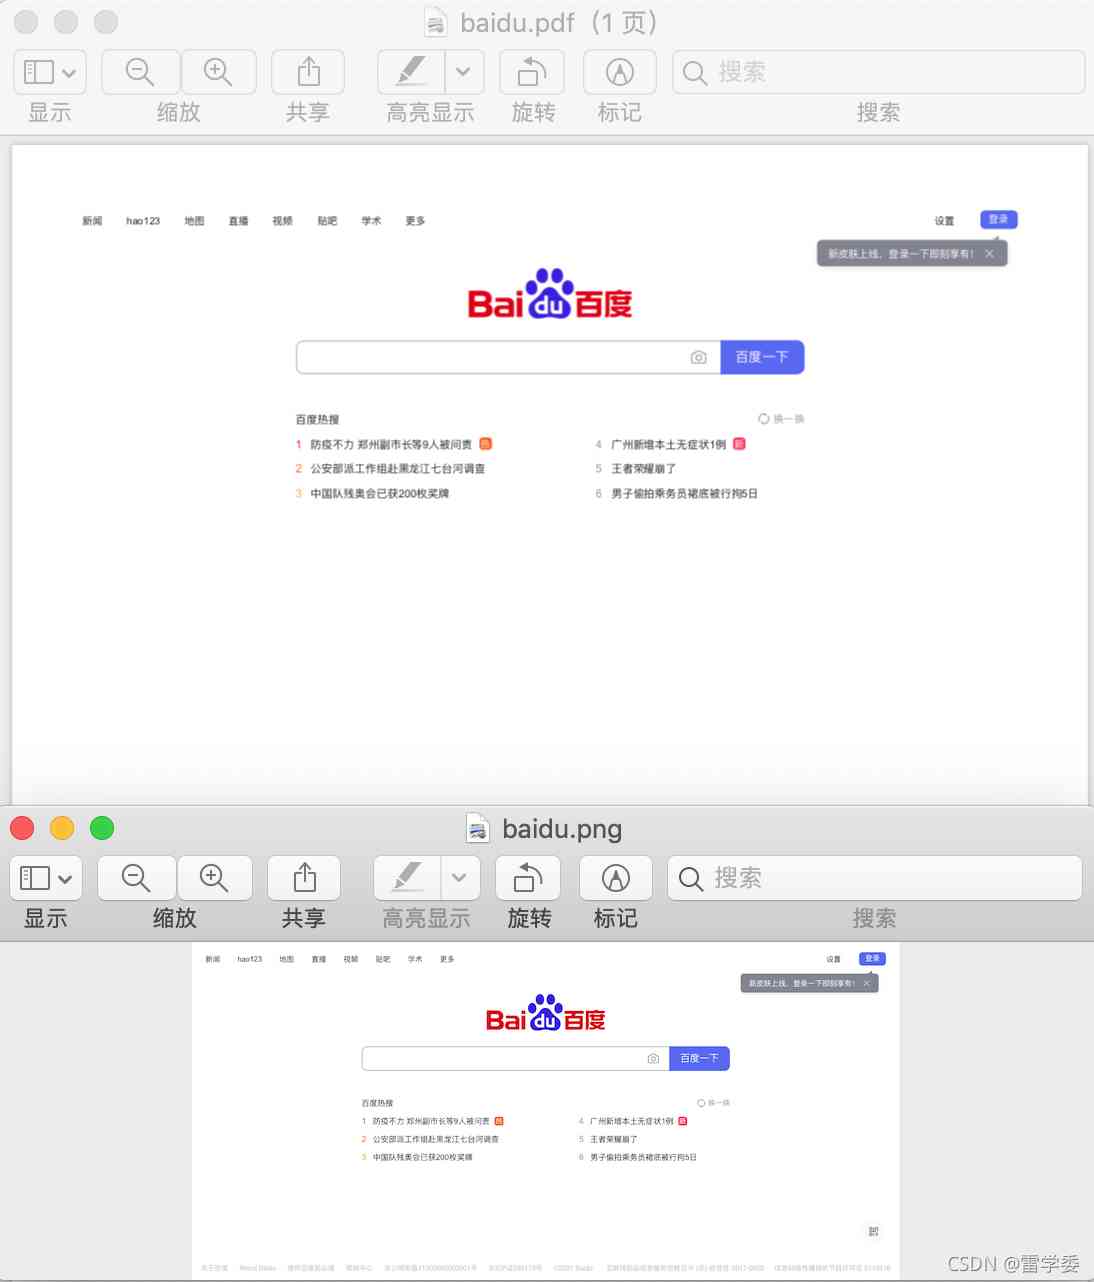 baidu.pdf（1 页）
搜索
显示 缩放 共享 高亮显示 旋转 标记 搜索
新闻 hao123 地图 直播 视频 贴吧 学术 更多 设置 登录
新皮肤上线，登录一下即刻享有！
Bai du 百度
百度一下
百度热搜 换一换
1 防疫不力 郑州副市长等9人被问责 热
4 广州新增本土无症状1例 新
2 公安部派工作组赴黑龙江七台河调查
5 王者荣耀崩了
3 中国队残奥会已获200枚奖牌
6 男子偷拍乘务员裙底被行拘5日
baidu.png
搜索
显示 缩放 共享 高亮显示 旋转 标记 搜索
新闻 hao123 地图 直播 视频 贴吧 学术 更多 设置 登录
新皮肤上线，登录一下即刻享有！
Bai du 百度
百度一下
百度热搜 换一换
1 防疫不力 郑州副市长等9人被问责 热
4 广州新增本土无症状1例 新
2 公安部派工作组赴黑龙江七台河调查
5 王者荣耀崩了
3 中国队残奥会已获200枚奖牌
6 男子偷拍乘务员裙底被行拘5日
关于百度 About Baidu
CSDN @雷学委